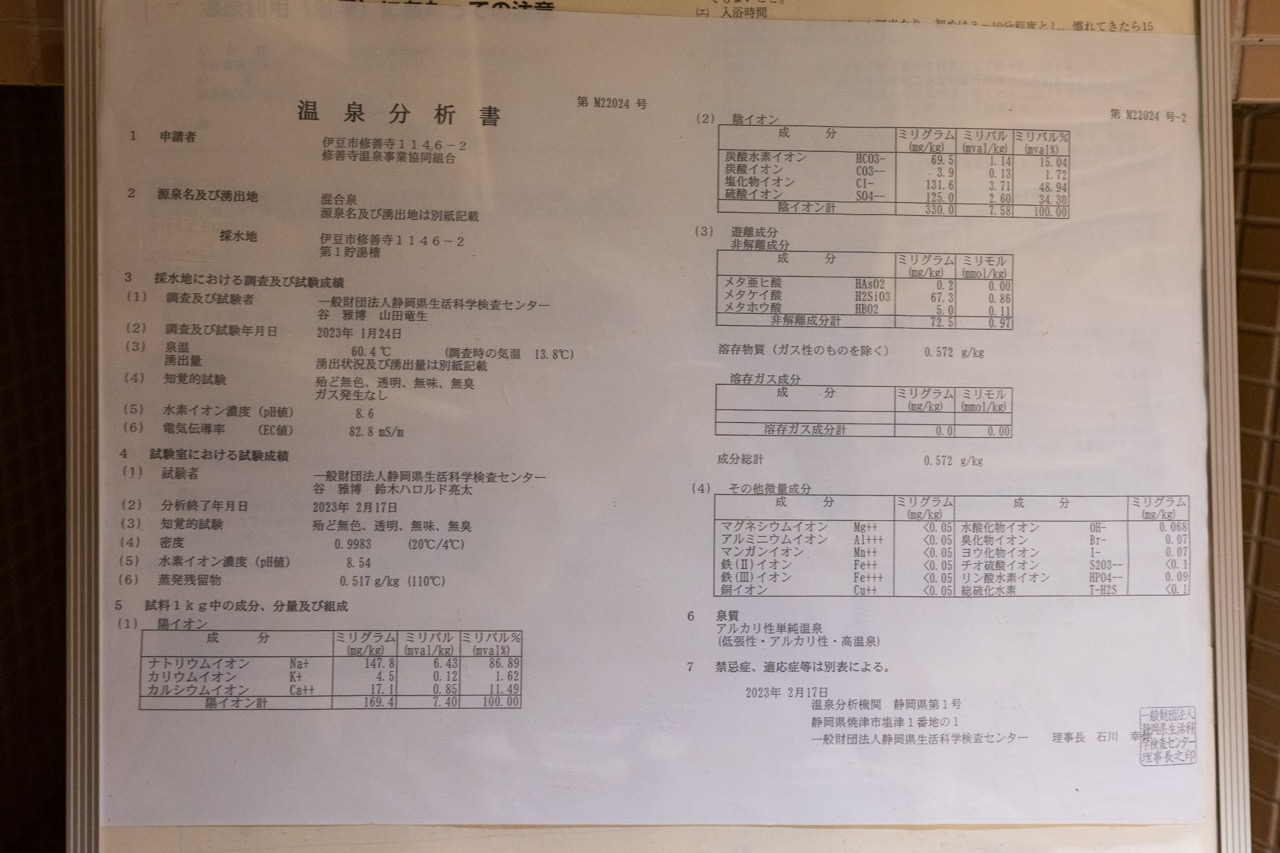 に当たっての注意
(エ) 入浴時間
第 M22024 号
温泉分析書
1 申請者
伊豆市修善寺1146-2
修善寺温泉事業協同組合
2 源泉名及び湧出地
混合泉
源泉名及び湧出地は別紙記載
採水地
伊豆市修善寺1146-2
第1貯湯槽
3 採水地における調査及び試験成績
(1) 調査及び試験者 一般財団法人静岡県生活科学検査センター
谷 雅博 山田竜生
(2) 調査及び試験年月日 2023年 1月24日
(3) 泉温 60.4 ℃ (調査時の気温 13.8℃)
湧出量 湧出状況及び湧出量は別紙記載
(4) 知覚的試験 殆ど無色、透明、無味、無臭
ガス発生なし
(5) 水素イオン濃度 (pH値) 8.6
(6) 電気伝導率 (EC値) 82.8 mS/m
4 試験室における試験成績
(1) 試験者 一般財団法人静岡県生活科学検査センター
谷 雅博 鈴木ハロルド亮太
(2) 分析終了年月日 2023年 2月17日
(3) 知覚的試験 殆ど無色、透明、無味、無臭
(4) 密度 0.9983 (20℃/4℃)
(5) 水素イオン濃度 (pH値) 8.54
(6) 蒸発残留物 0.517 g/kg (110℃)
5 試料1kg中の成分、分量及び組成
(1) 陽イオン
成 分 ミリグラム (mg/kg) ミリバル (mval/kg) ミリバル% (mval%)
ナトリウムイオン Na+ 147.8 6.43 86.89
カリウムイオン K+ 4.5 0.12 1.62
カルシウムイオン Ca++ 17.1 0.85 11.49
陽イオン計 169.4 7.40 100.00
第 M22024 号-2
(2) 陰イオン
成 分 ミリグラム (mg/kg) ミリバル (mval/kg) ミリバル% (mval%)
炭酸水素イオン HCO3- 69.5 1.14 15.04
炭酸イオン CO3-- 3.9 0.13 1.72
塩化物イオン Cl- 131.6 3.71 48.94
硫酸イオン SO4-- 125.0 2.60 34.30
陰イオン計 330.0 7.58 100.00
(3) 遊離成分
非解離成分
成 分 ミリグラム (mg/kg) ミリモル (mmol/kg)
メタ亜ヒ酸 HAsO2 0.2 0.00
メタケイ酸 H2SiO3 67.3 0.86
メタホウ酸 HBO2 5.0 0.11
非解離成分計 72.5 0.97
溶存物質 (ガス性のものを除く) 0.572 g/kg
溶存ガス成分
成 分 ミリグラム (mg/kg) ミリモル (mmol/kg)
溶存ガス成分計 0.0 0.00
成分総計 0.572 g/kg
(4) その他微量成分
成 分 ミリグラム (mg/kg) 成 分 ミリグラム (mg/kg)
マグネシウムイオン Mg++ <0.05 水酸化物イオン OH- 0.068
アルミニウムイオン Al+++ <0.05 臭化物イオン Br- 0.07
マンガンイオン Mn++ <0.05 ヨウ化物イオン I- 0.07
鉄(Ⅱ)イオン Fe++ <0.05 チオ硫酸イオン S2O3-- <0.1
鉄(Ⅲ)イオン Fe+++ <0.05 リン酸水素イオン HPO4-- 0.09
銅イオン Cu++ <0.05 総硫化水素 T-H2S <0.1
6 泉質
アルカリ性単純温泉
(低張性・アルカリ性・高温泉)
7 禁忌症、適応症等は別表による。
2023年 2月17日
温泉分析機関 静岡県第1号
静岡県焼津市塩津1番地の1
一般財団法人静岡県生活科学検査センター 理事長 石川 幸
一般財団法人
静岡県生活科
学検査センター
理事長之印